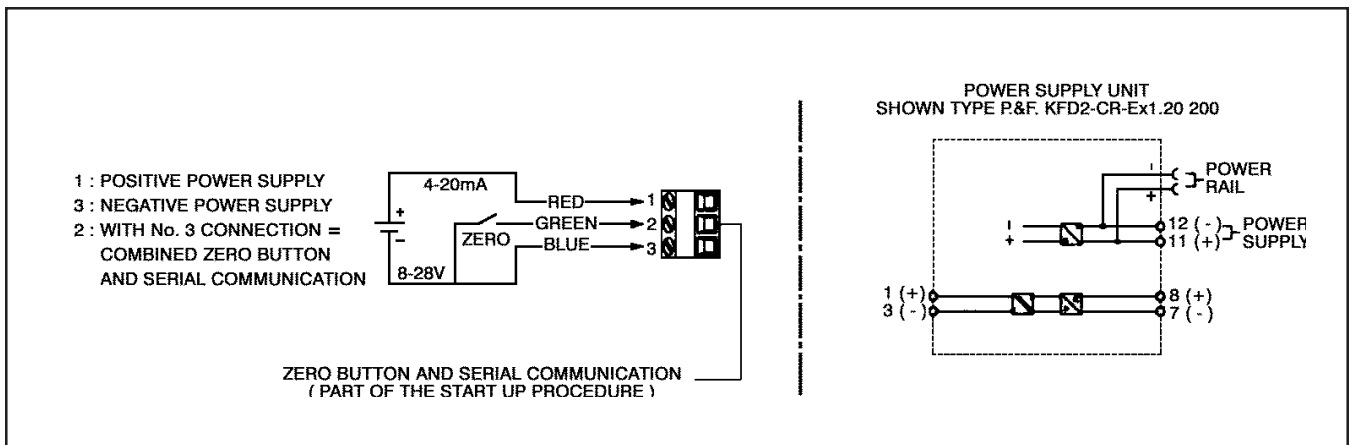 1 : POSITIVE POWER SUPPLY
3 : NEGATIVE POWER SUPPLY
2 : WITH No. 3 CONNECTION =
COMBINED ZERO BUTTON
AND SERIAL COMMUNICATION
4-20mA
+
−
8-28V
ZERO
RED
GREEN
BLUE
1
2
3
ZERO BUTTON AND SERIAL COMMUNICATION
( PART OF THE START UP PROCEDURE )
POWER SUPPLY UNIT
SHOWN TYPE P.&F. KFD2-CR-Ex1.20 200
-
+
POWER
RAIL
-
+
12 (-)
11 (+)
POWER
SUPPLY
1 (+)
3 (-)
8 (+)
7 (-)